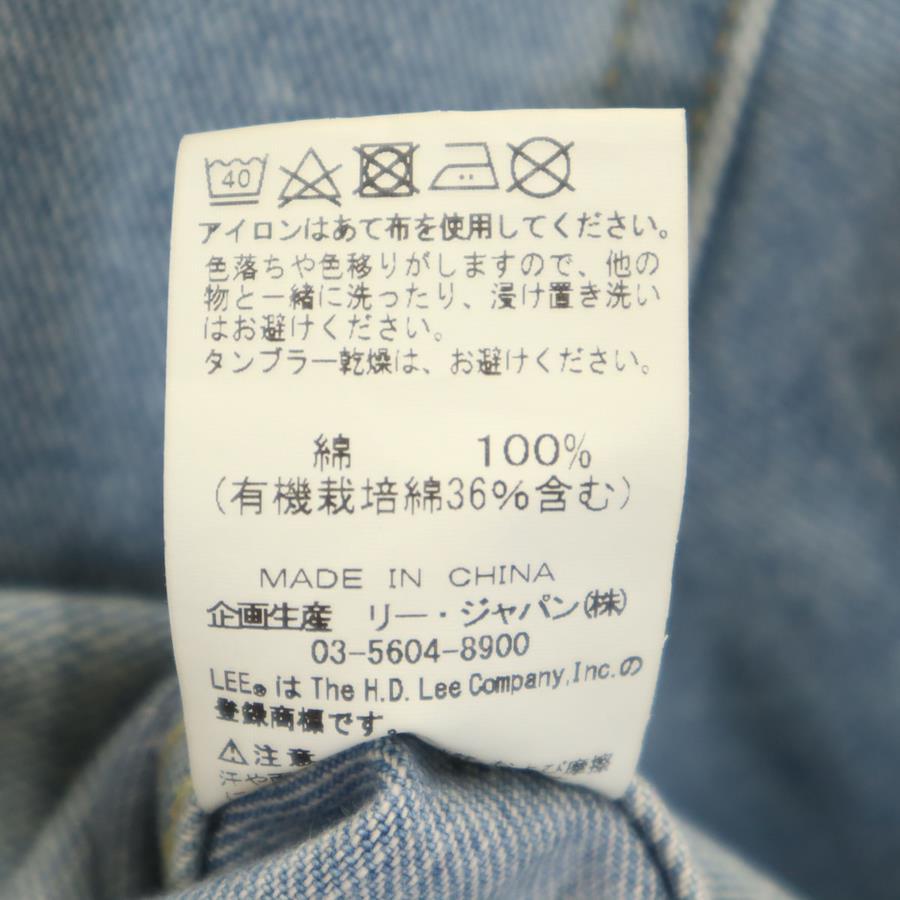 40
アイロンはあて布を使用してください。
色落ちや色移りがしますので、他の
物と一緒に洗ったり、浸け置き洗い
はお避けください。
タンブラー乾燥は、お避けください。
綿 100%
(有機栽培綿36%含む)
MADE IN CHINA
企画生産 リー・ジャパン(株)
03-5604-8900
LEE®は The H.D. Lee Company,Inc.の
登録商標です。
⚠注意
汗や 摩擦